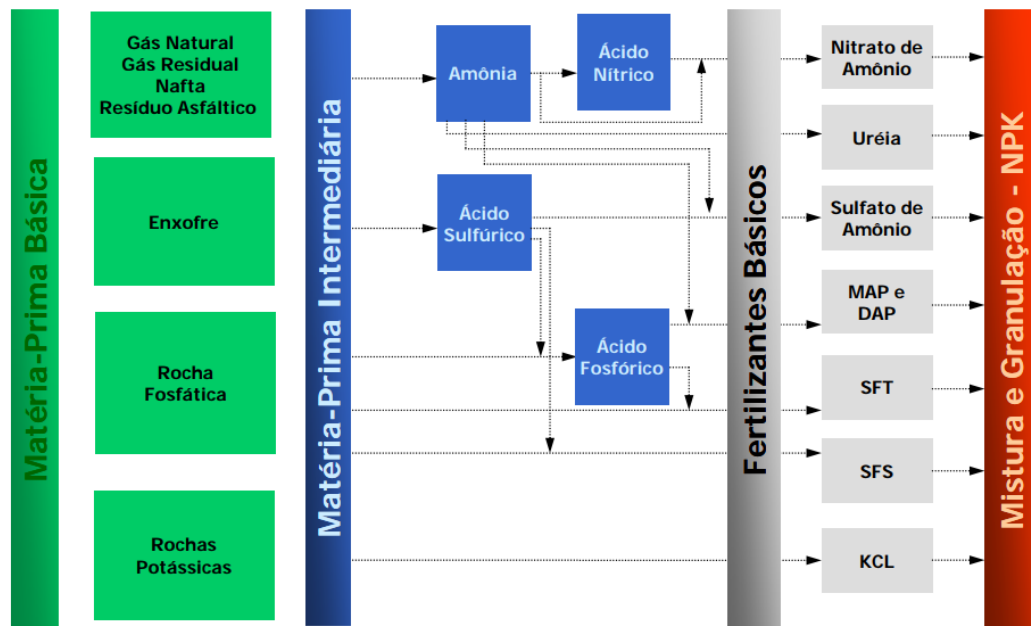 Matéria-Prima Básica
Gás Natural
Gás Residual
Nafta
Resíduo Asfáltico
Enxofre
Rocha
Fosfática
Rochas
Potássicas
Matéria-Prima Intermediária
Amônia
Ácido
Nítrico
Ácido
Sulfúrico
Ácido
Fosfórico
Fertilizantes Básicos
Nitrato de
Amônio
Uréia
Sulfato de
Amônio
MAP e
DAP
SFT
SFS
KCL
Mistura e Granulação - NPK